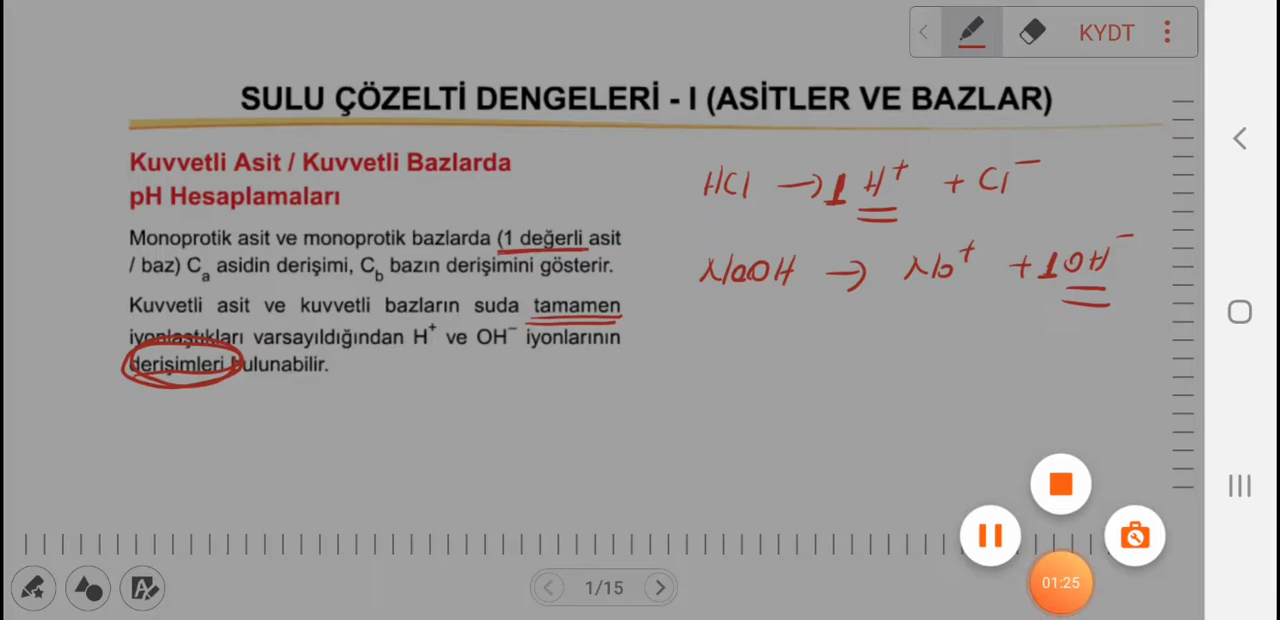 KYDT
SULU ÇÖZELTİ DENGELERİ - I (ASİTLER VE BAZLAR)
Kuvvetli Asit / Kuvvetli Bazlarda
pH Hesaplamaları
Monoprotik asit ve monoprotik bazlarda (1 değerli asit
/ baz) Ca asidin derişimi, Cb bazın derişimini gösterir.
Kuvvetli asit ve kuvvetli bazların suda tamamen
iyonlaştıkları varsayıldığından H⁺ ve OH⁻ iyonlarının
derişimleri bulunabilir.
HCl → 1 H⁺ + Cl⁻
NaOH → Na⁺ + 1OH⁻
1/15
01:25